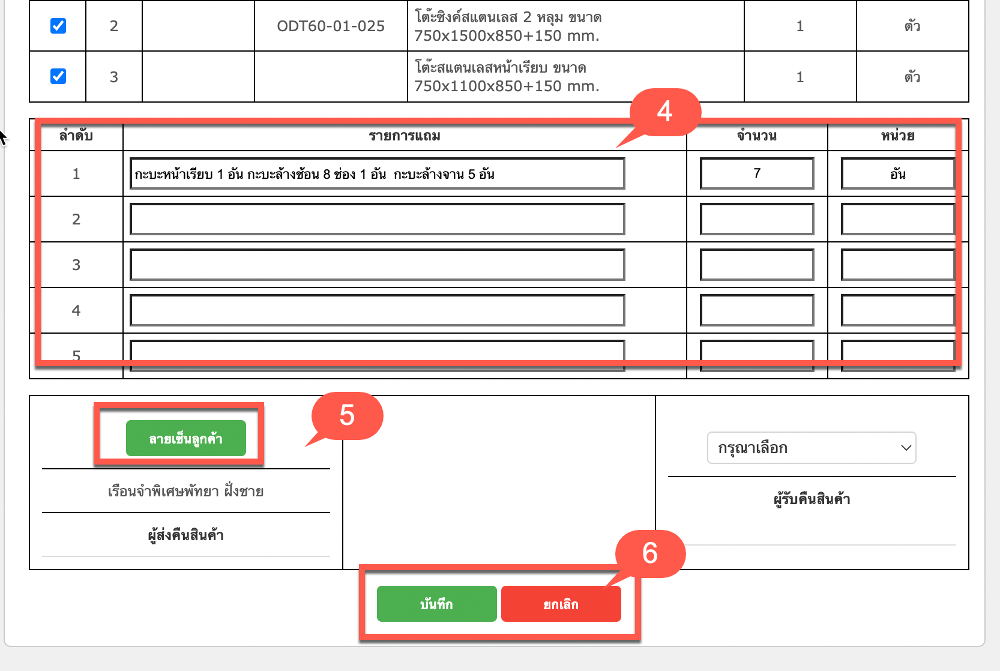 2 ODT60-01-025 โต๊ะซิงค์สแตนเลส 2 หลุม ขนาด 1 ตัว
750x1500x850+150 mm.
3 โต๊ะสแตนเลสหน้าเรียบ ขนาด 1 ตัว
750x1100x850+150 mm.
4
ลำดับ รายการแถม จำนวน หน่วย
1 กะบะหน้าเรียบ 1 อัน กะบะล้างช้อน 8 ช่อง 1 อัน  กะบะล้างจาน 5 อัน 7 อัน
2
3
4
5
5
ลายเซ็นลูกค้า
กรุณาเลือก
เรือนจำพิเศษพัทยา ฝั่งชาย
ผู้รับคืนสินค้า
ผู้ส่งคืนสินค้า
6
บันทึก ยกเลิก